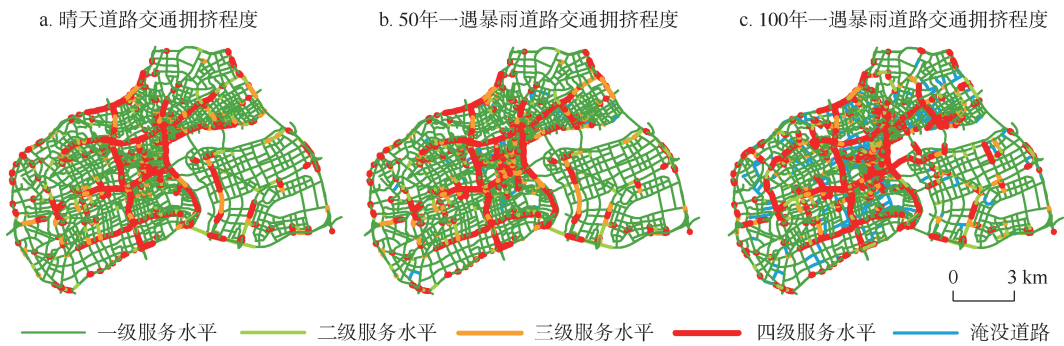 a. 晴天道路交通拥挤程度
b. 50年一遇暴雨道路交通拥挤程度
c. 100年一遇暴雨道路交通拥挤程度
0 3 km
一级服务水平 二级服务水平 三级服务水平 四级服务水平 淹没道路